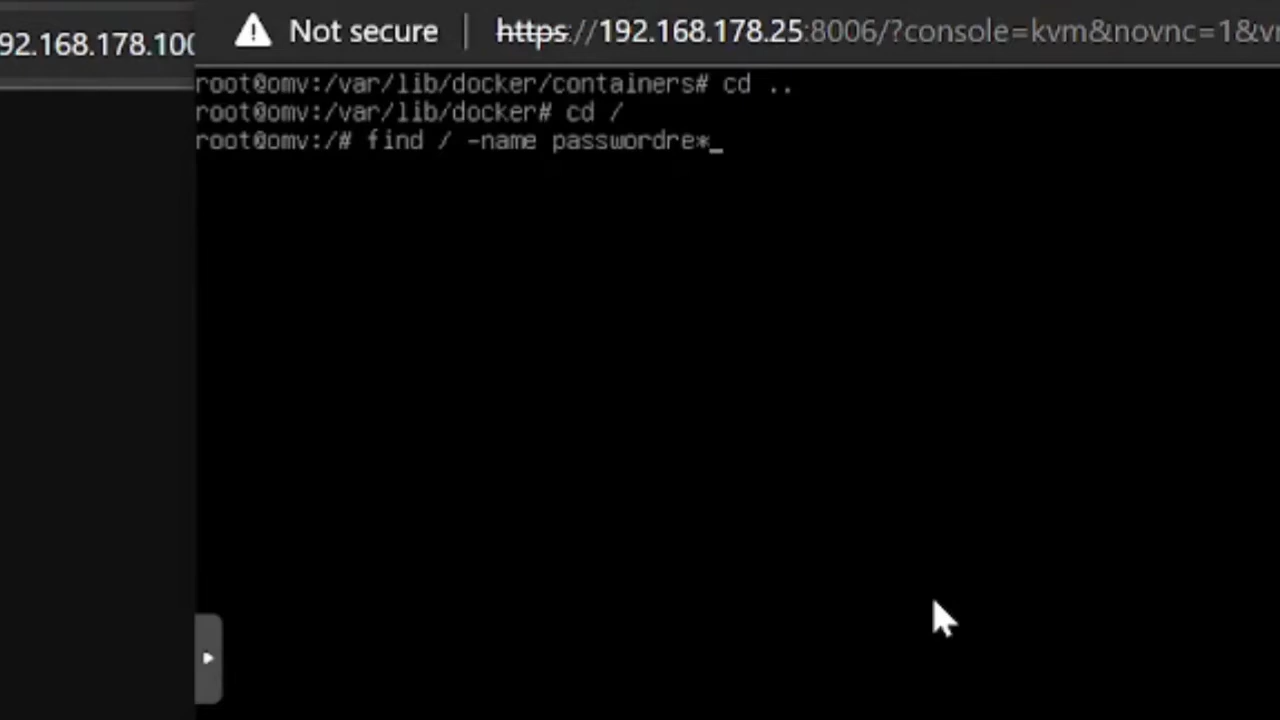 92.168.178.100
Not secure
https://192.168.178.25:8006/?console=kvm&novnc=1&v
root@omv:/var/lib/docker/containers# cd ..
root@omv:/var/lib/docker# cd /
root@omv:/# find / -name passwordre*_